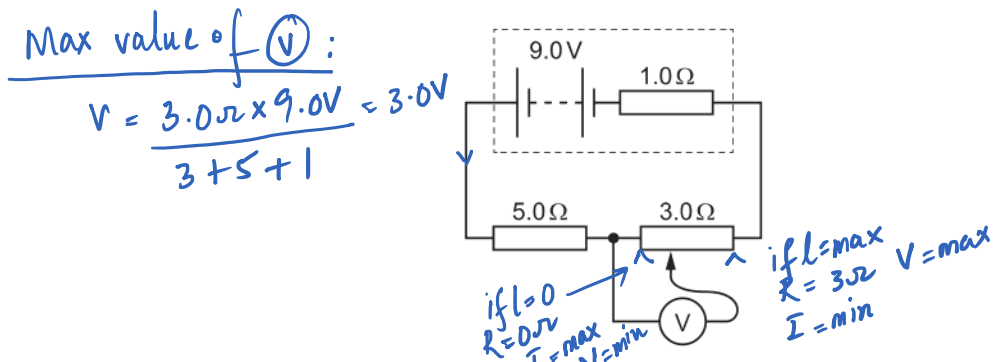 Max value of V :
V = 3.0Ω x 9.0V = 3.0V
3+5+1
9.0V
1.0Ω
5.0Ω
3.0Ω
V
if l=0
R=0Ω
I=max
V=min
if l=max
R= 3Ω
V=max
I=min